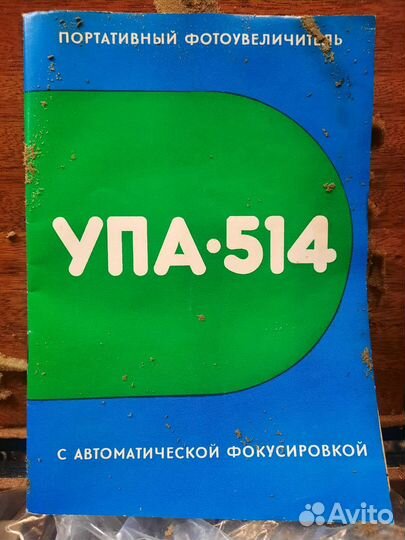 ПОРТАТИВНЫЙ ФОТОУВЕЛИЧИТЕЛЬ
УПА·514
С АВТОМАТИЧЕСКОЙ ФОКУСИРОВКОЙ
Avito